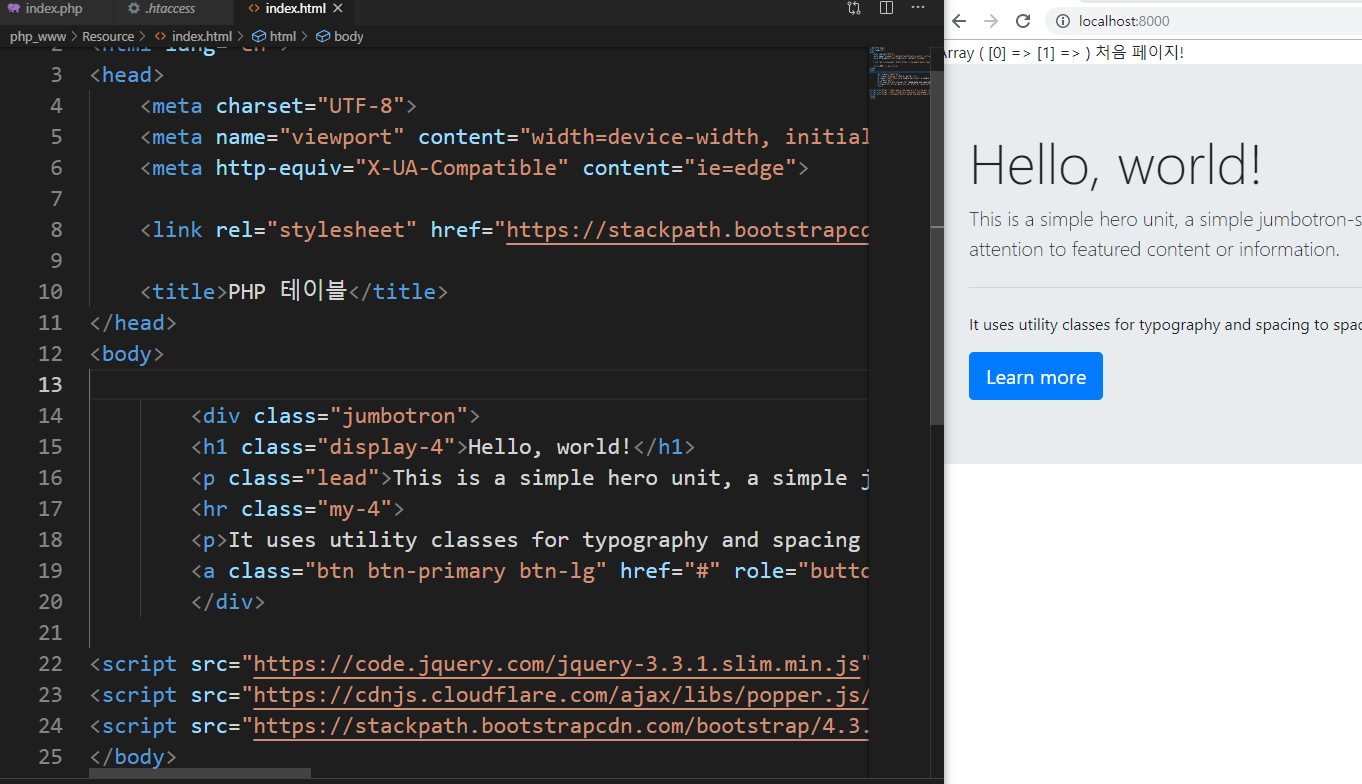 index.php .htaccess index.html
php_www > Resource > index.html > html > body
2 <html lang="en">
3 <head>
4 <meta charset="UTF-8">
5 <meta name="viewport" content="width=device-width, initial
6 <meta http-equiv="X-UA-Compatible" content="ie=edge">
7
8 <link rel="stylesheet" href="https://stackpath.bootstrapcd
9
10 <title>PHP 테이블</title>
11 </head>
12 <body>
13
14 <div class="jumbotron">
15 <h1 class="display-4">Hello, world!</h1>
16 <p class="lead">This is a simple hero unit, a simple j
17 <hr class="my-4">
18 <p>It uses utility classes for typography and spacing
19 <a class="btn btn-primary btn-lg" href="#" role="butto
20 </div>
21
22 <script src="https://code.jquery.com/jquery-3.3.1.slim.min.js"
23 <script src="https://cdnjs.cloudflare.com/ajax/libs/popper.js/
24 <script src="https://stackpath.bootstrapcdn.com/bootstrap/4.3.
25 </body>
localhost:8000
Array ( [0] => [1] => ) 처음 페이지!
Hello, world!
This is a simple hero unit, a simple jumbotron-s
attention to featured content or information.
It uses utility classes for typography and spacing to spac
Learn more